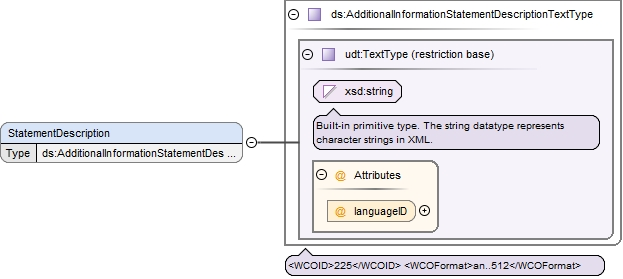 ds:AdditionalInformationStatementDescriptionTextType
udt:TextType (restriction base)
xsd:string
Built-in primitive type. The string datatype represents
character strings in XML.
StatementDescription
Type ds:AdditionalInformationStatementDes ...
@ Attributes
@ languageID
<WCOID>225</WCOID> <WCOFormat>an..512</WCOFormat>